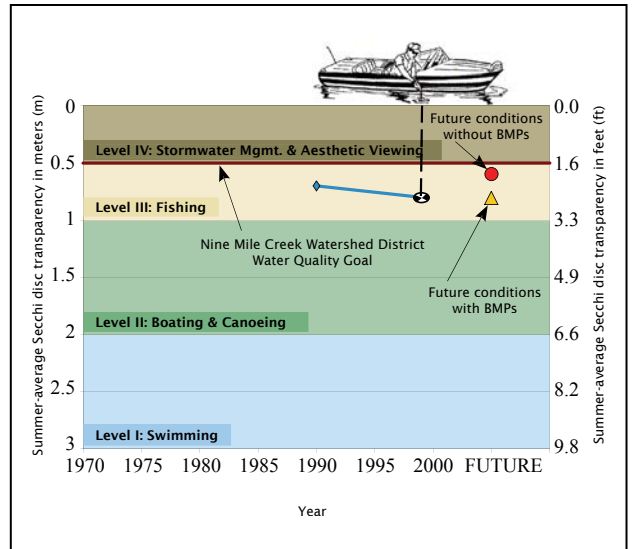 0
0.0
Future conditions
without BMPs
Level IV: Stormwater Mgmt. & Aesthetic Viewing
0.5
1.6
Level III: Fishing
1
3.3
Nine Mile Creek Watershed District
Water Quality Goal
1.5
4.9
Future conditions
with BMPs
Level II: Boating & Canoeing
2
6.6
2.5
8.2
Level I: Swimming
3
9.8
1970 1975 1980 1985 1990 1995 2000 FUTURE
Year
Summer-average Secchi disc transparency in meters (m)
Summer-average Secchi disc transparency in feet (ft)